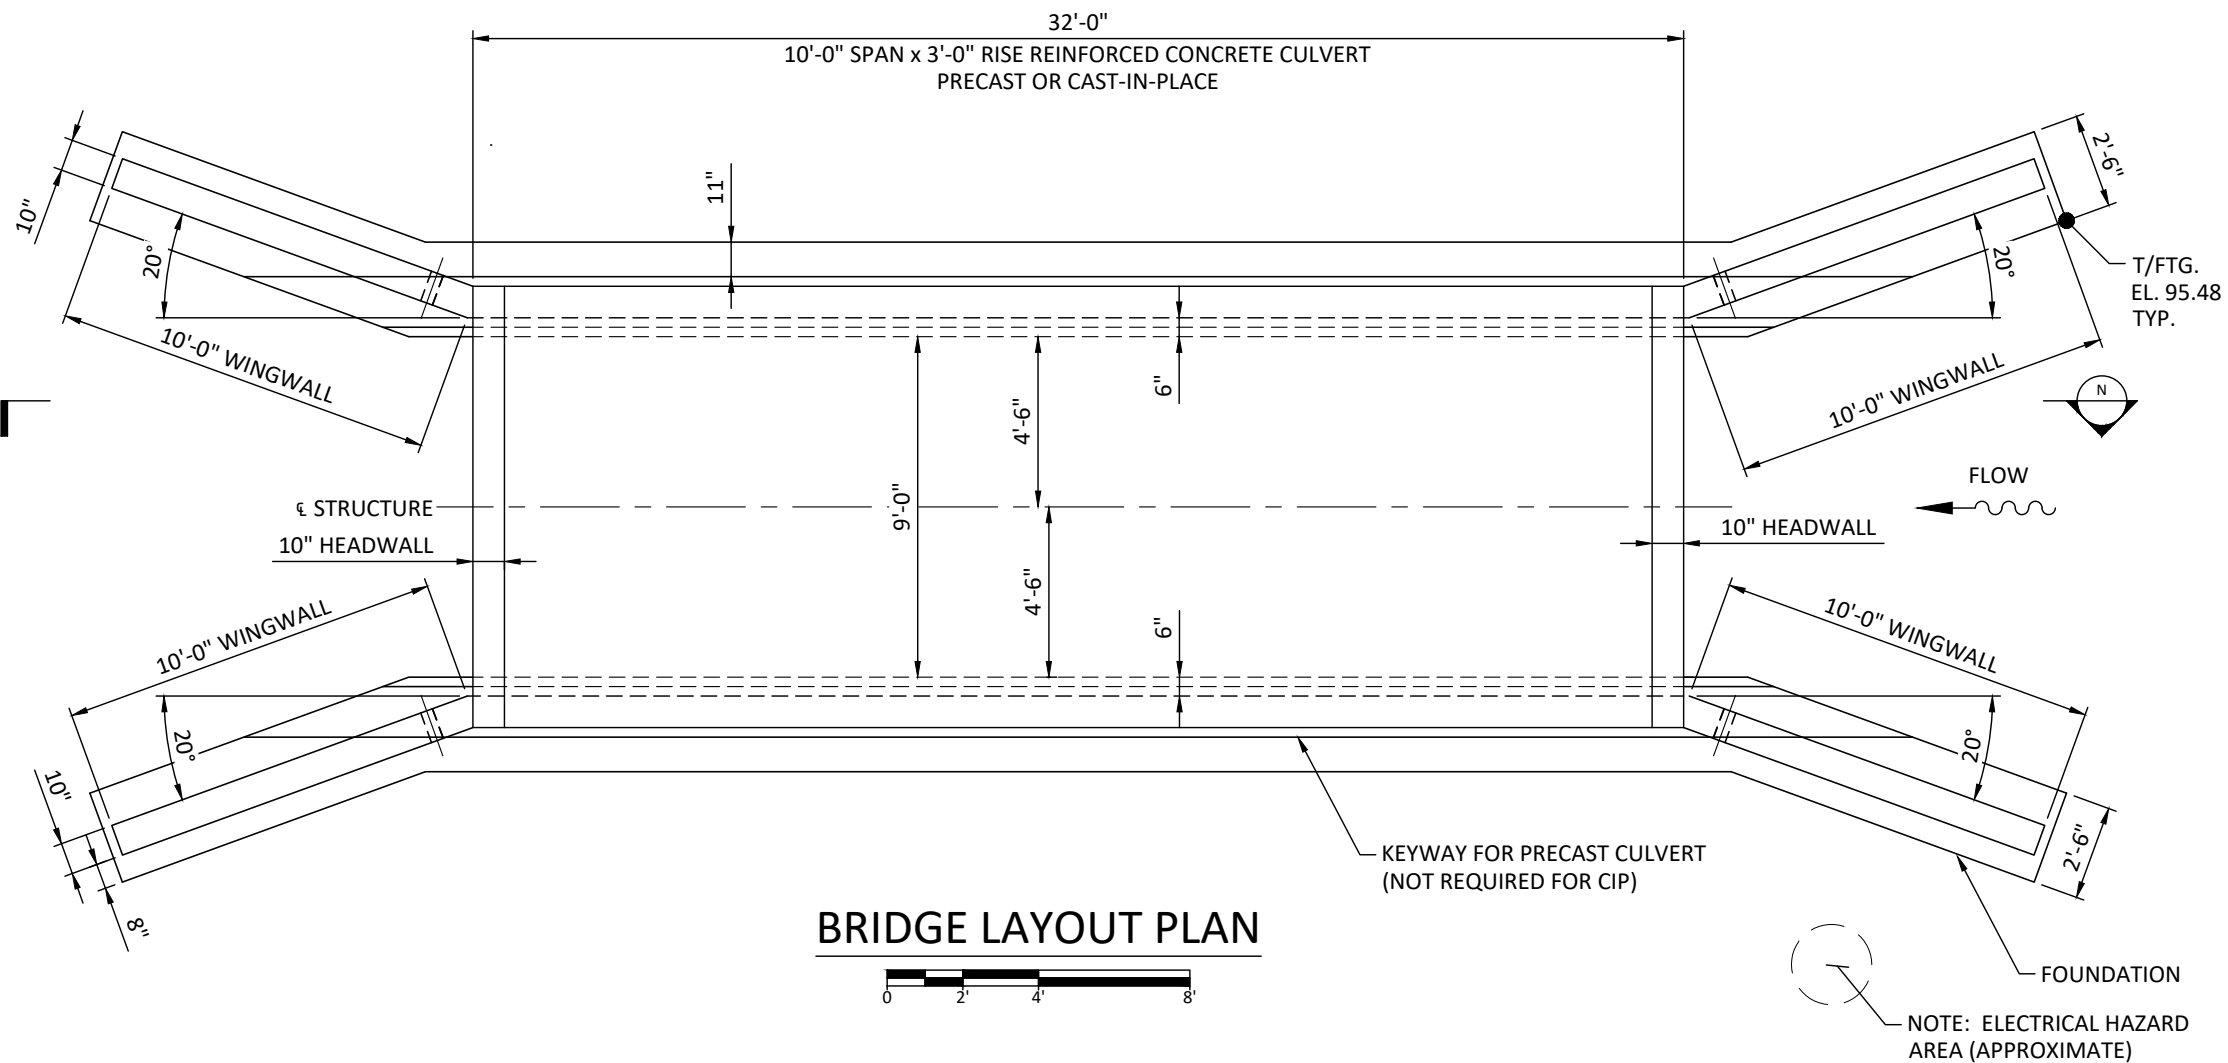 32'-0"
10'-0" SPAN x 3'-0" RISE REINFORCED CONCRETE CULVERT
PRECAST OR CAST-IN-PLACE
10"
11"
2'-6"
20°
20°
T/FTG.
EL. 95.48
TYP.
10'-0" WINGWALL
6"
10'-0" WINGWALL
N
4'-6"
FLOW
9'-0"
℄ STRUCTURE
10" HEADWALL
10" HEADWALL
4'-6"
10'-0" WINGWALL
6"
10'-0" WINGWALL
20°
20°
10"
2'-6"
8"
KEYWAY FOR PRECAST CULVERT
(NOT REQUIRED FOR CIP)
BRIDGE LAYOUT PLAN
0 2' 4' 8'
FOUNDATION
NOTE: ELECTRICAL HAZARD
AREA (APPROXIMATE)